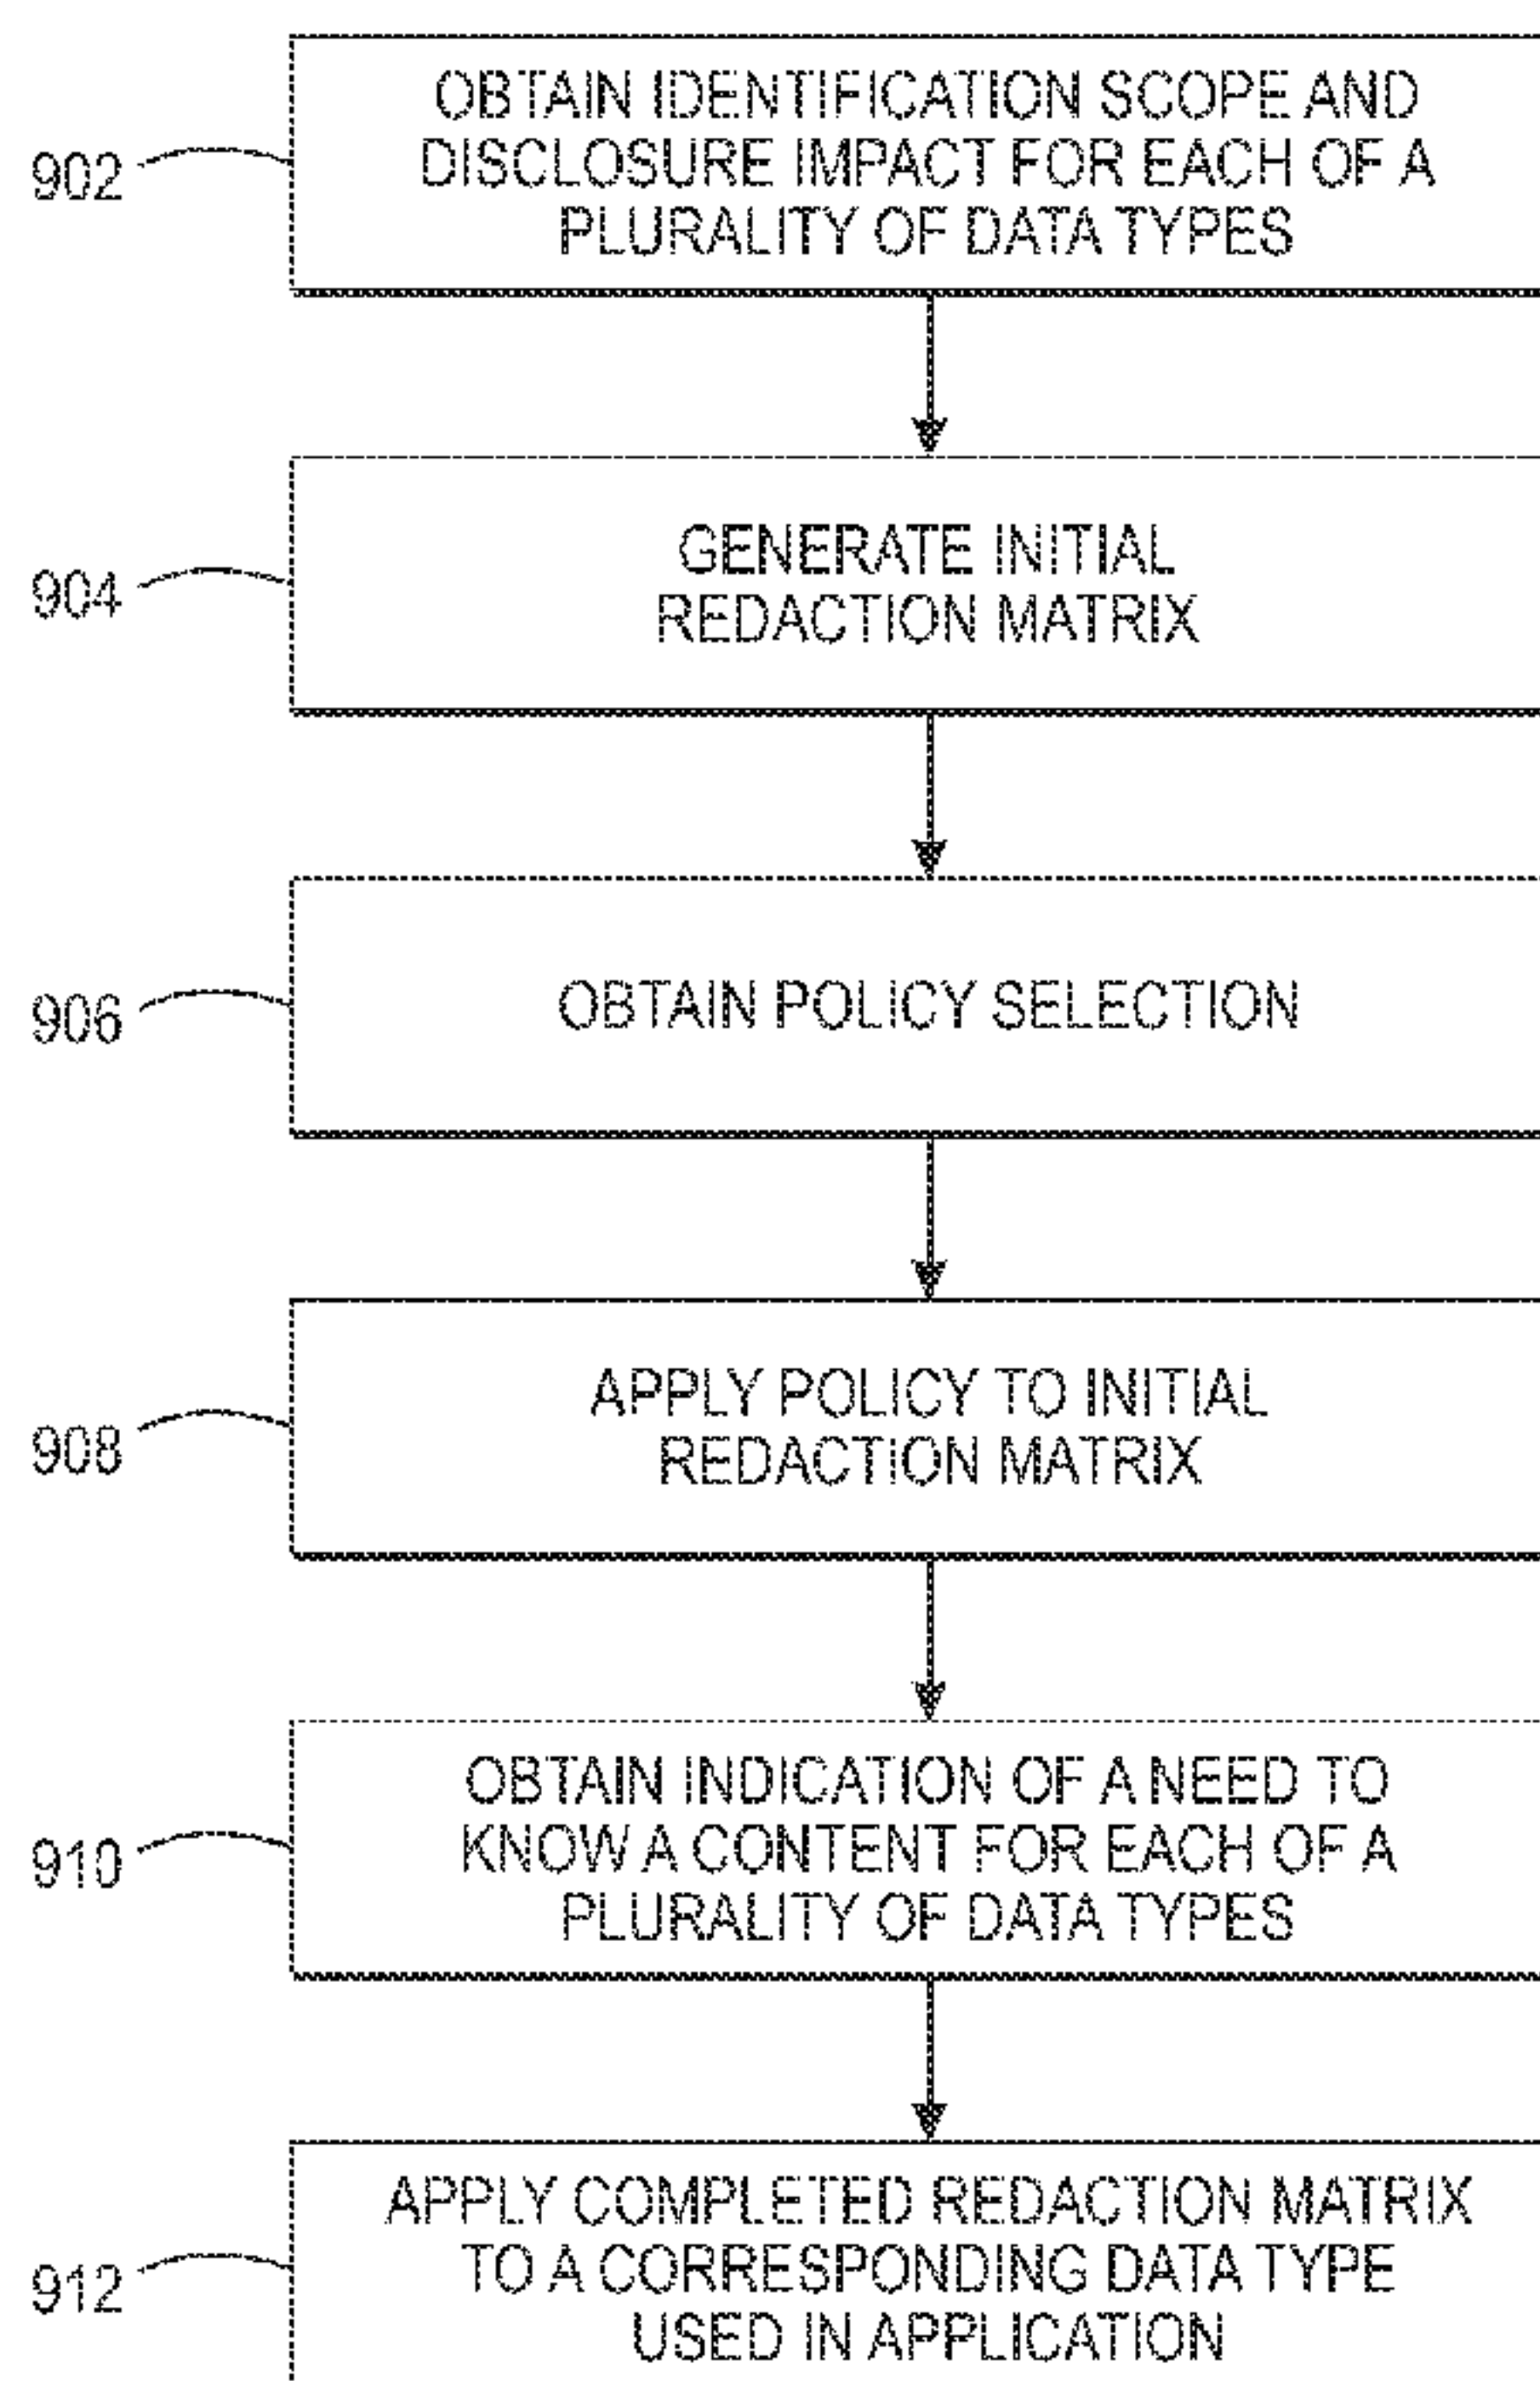 OBTAIN IDENTIFICATION SCOPE AND
DISCLOSURE IMPACT FOR EACH OF A
PLURALITY OF DATA TYPES
902
GENERATE INITIAL
REDACTION MATRIX
904
OBTAIN POLICY SELECTION
906
APPLY POLICY TO INITIAL
REDACTION MATRIX
908
OBTAIN INDICATION OF A NEED TO
KNOW A CONTENT FOR EACH OF A
PLURALITY OF DATA TYPES
910
APPLY COMPLETED REDACTION MATRIX
TO A CORRESPONDING DATA TYPE
USED IN APPLICATION
912